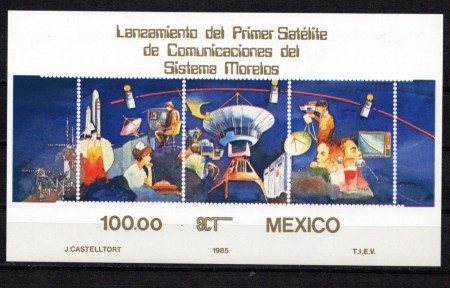 Lanzamiento del Primer Satélite
de Comunicaciones del
Sistema Morelos
100.00 SCT MEXICO
J. CASTELLTORT 1985 T.I.E.V.